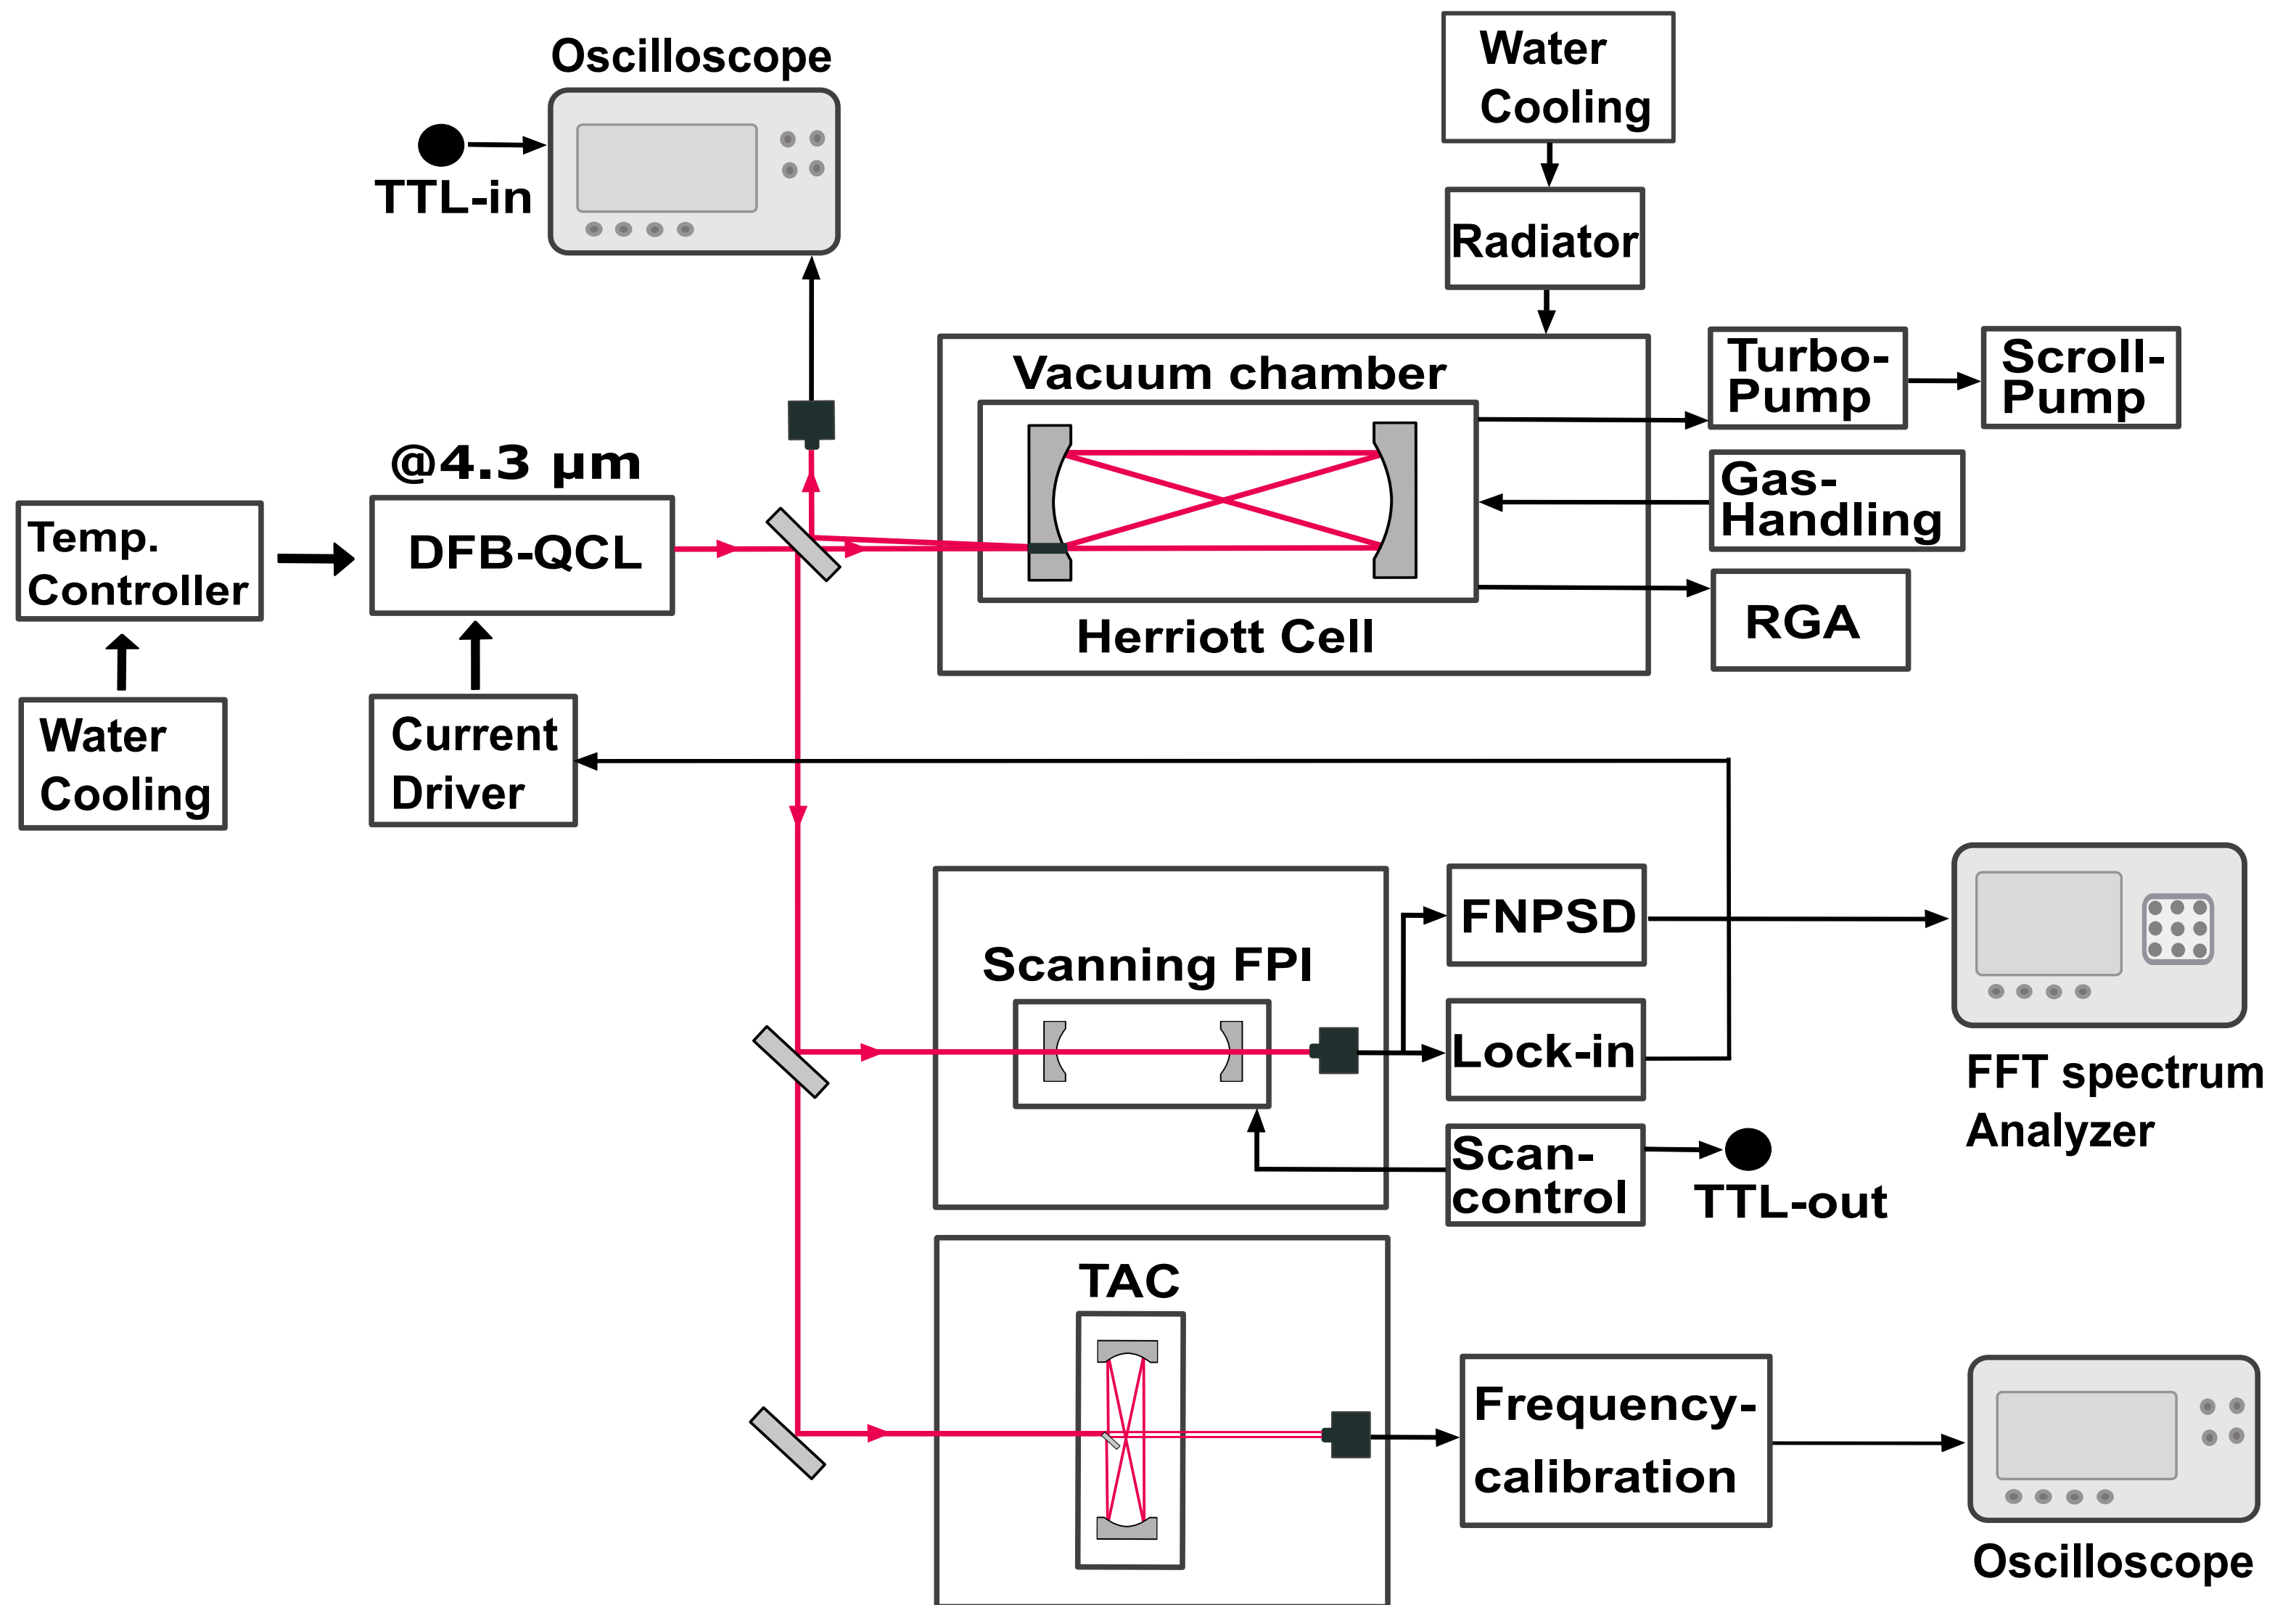 Oscilloscope
TTL-in
Water
Cooling
Radiator
Vacuum chamber
Herriott Cell
Turbo-
Pump
Scroll-
Pump
Gas-
Handling
RGA
@4.3 µm
DFB-QCL
Temp.
Controller
Water
Cooling
Current
Driver
Scanning FPI
FNPSD
Lock-in
Scan-
control
TTL-out
FFT spectrum
Analyzer
TAC
Frequency-
calibration
Oscilloscope